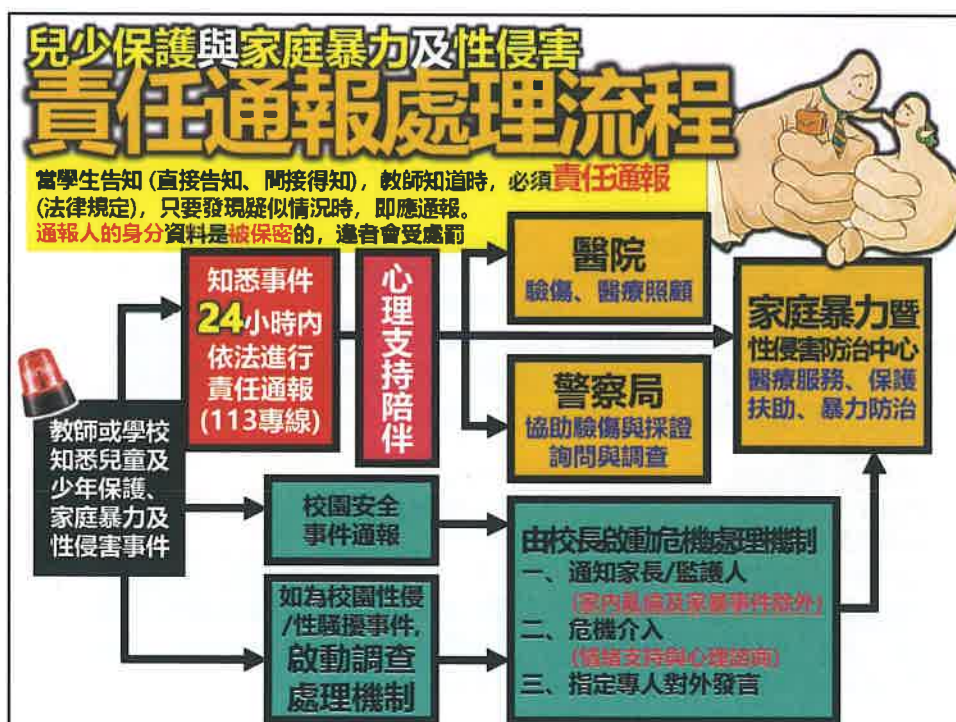 兒少保護與家庭暴力及性侵害
責任通報處理流程
當學生告知 (直接告知、間接得知)，教師知道時，必須責任通報
(法律規定)，只要發現疑似情況時，即應通報。
通報人的身分資料是被保密的，違者會受處罰
教師或學校
知悉兒童及
少年保護、
家庭暴力及
性侵害事件
知悉事件
24小時內
依法進行
責任通報
(113專線)
心理支持陪伴
醫院
驗傷、醫療照顧
警察局
協助驗傷與採證
詢問與調查
家庭暴力暨
性侵害防治中心
醫療服務、保護
扶助、暴力防治
校園安全
事件通報
如為校園性侵
/性騷擾事件,
啟動調查
處理機制
由校長啟動危機處理機制
一、通知家長/監護人
(家內亂倫及家暴事件除外)
二、危機介入
(情緒支持與心理諮商)
三、指定專人對外發言